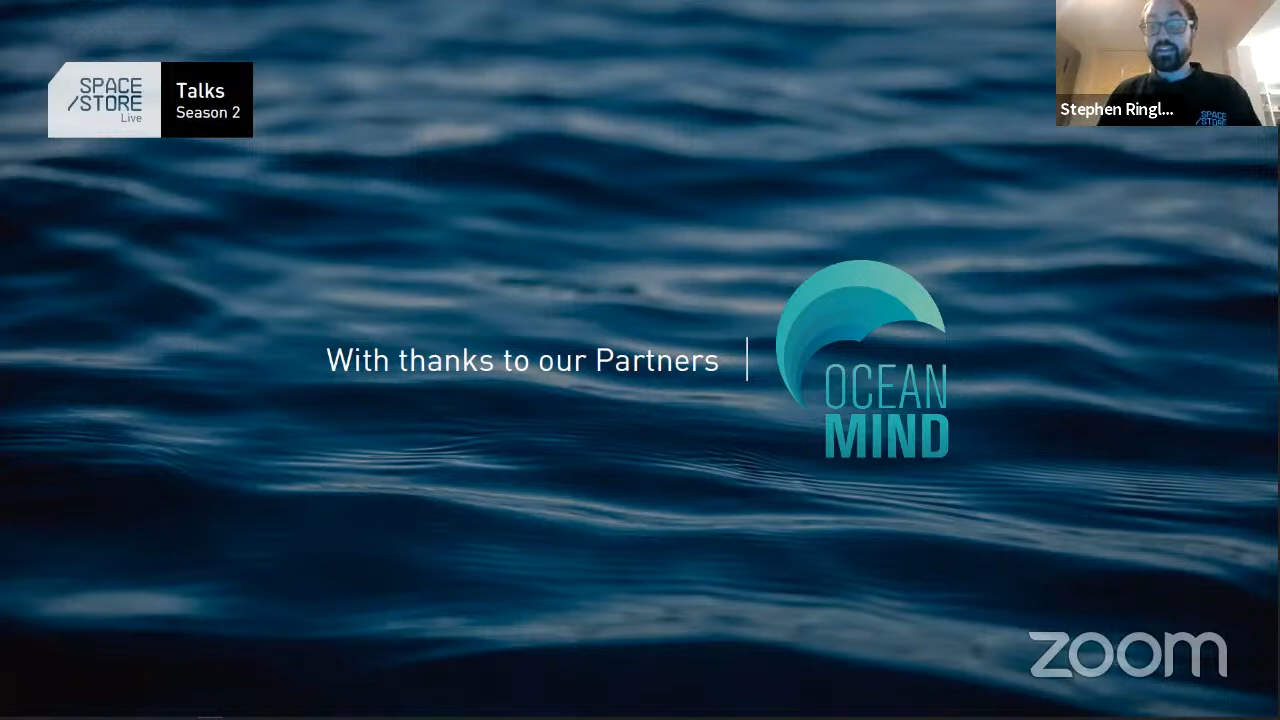 SPACE
/STORE
Live
Talks
Season 2
Stephen Ringl...
SPACE
STORE
With thanks to our Partners
OCEAN
MIND
zoom